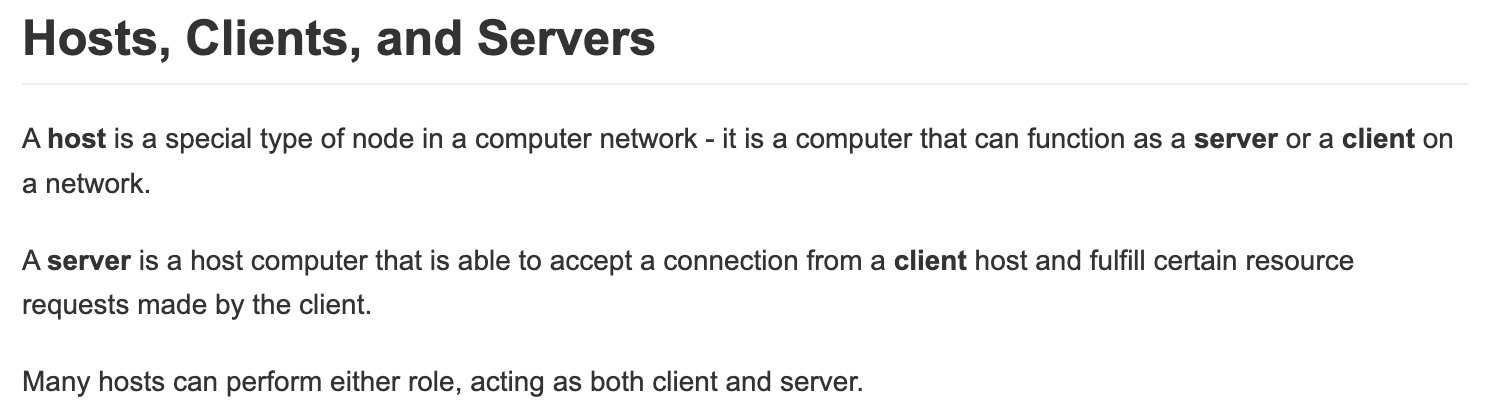 Hosts, Clients, and Servers
A host is a special type of node in a computer network - it is a computer that can function as a server or a client on
a network.
A server is a host computer that is able to accept a connection from a client host and fulfill certain resource
requests made by the client.
Many hosts can perform either role, acting as both client and server.